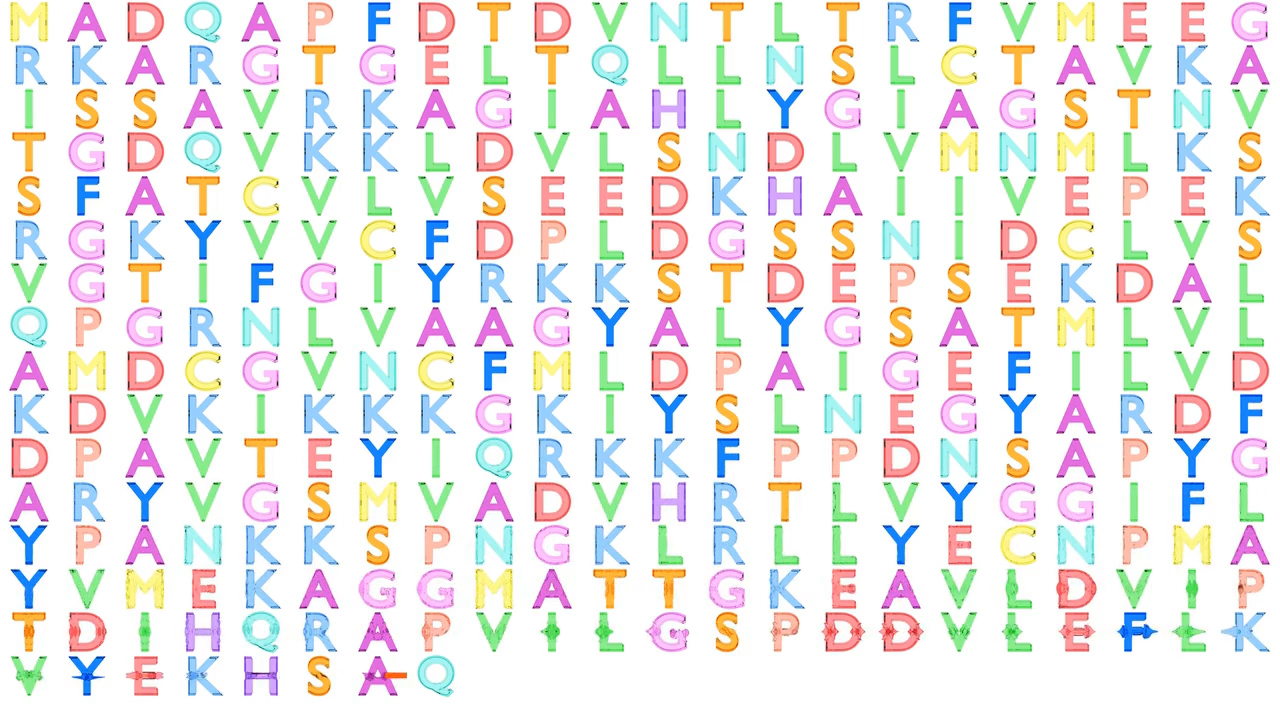 MADQAPFDTDVNTLTRFVMEEG
RKARGTGELTQLLNSLCTAVKA
ISSAVRKAGIAHLYGIAGSTNV
TGDQVKKLDVLSNDLVMNMLKS
SFATCVLVSEEDKHAIIVEPEK
RGKYVVCFDPLDGSSNIDCLVS
VGTIFGIYRKKSTDEPSEKDAL
QPGRNLVAAGYALYGSATMLVL
AMDCGVNCFMLDPAIGEFILVD
KDVKIKKKGKIYSLNEGYARDF
DPAVTEYIQRKKFPPDNSAPYG
ARYVGSMVADVHRTLVYGGIFL
YPANKKSPNGKLRLLYECNPMA
YVMEKAGGMATTGKEAVLDVIP
TDIHQRAPVILGSPDDVLEFLK
VYEKHSAQ